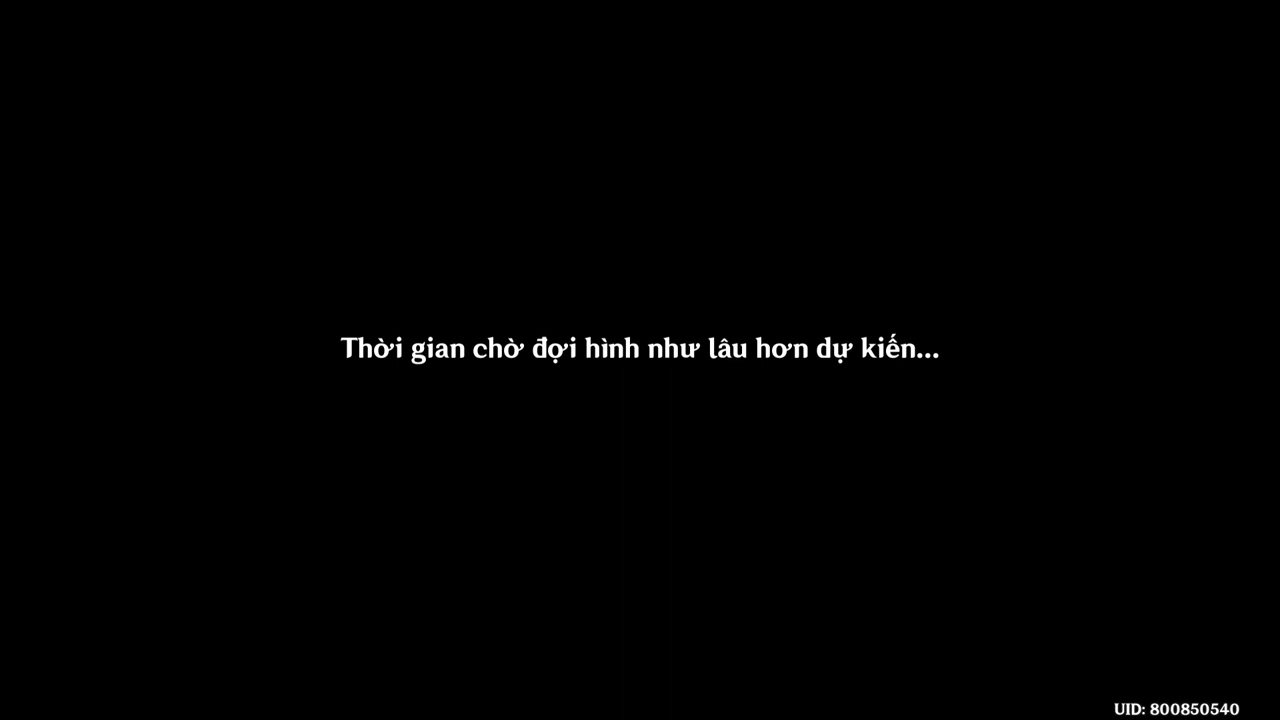 Thời gian chờ đợi hình như lâu hơn dự kiến...
UID: 800850540